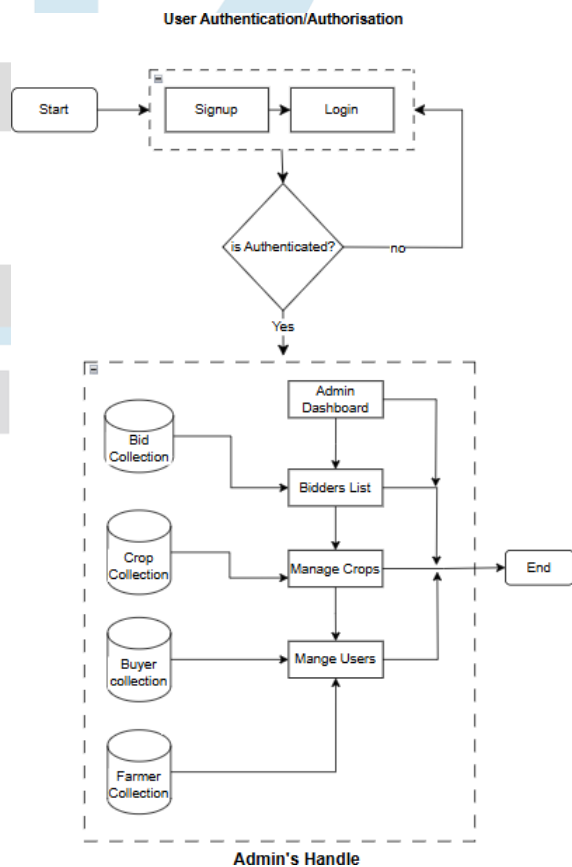 User Authentication/Authorisation
Start
Signup
Login
is Authenticated?
no
Yes
Admin
Dashboard
Bid
Collection
Bidders List
Crop
Collection
Manage Crops
End
Buyer
collection
Mange Users
Farmer
Collection
Admin's Handle